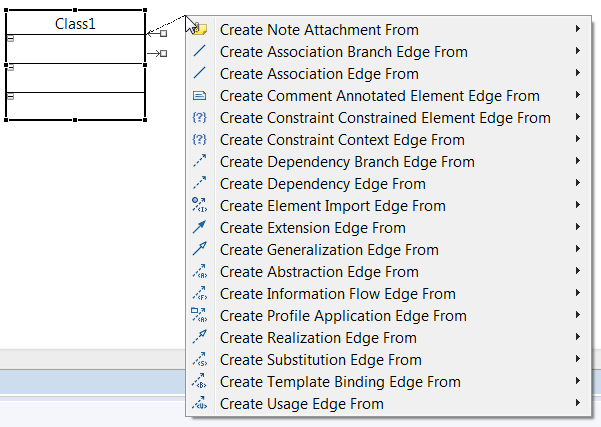 Class1
Create Note Attachment From
Create Association Branch Edge From
Create Association Edge From
Create Comment Annotated Element Edge From
{?} Create Constraint Constrained Element Edge From
{?} Create Constraint Context Edge From
Create Dependency Branch Edge From
Create Dependency Edge From
<I> Create Element Import Edge From
Create Extension Edge From
Create Generalization Edge From
<A> Create Abstraction Edge From
<F> Create Information Flow Edge From
<A> Create Profile Application Edge From
Create Realization Edge From
<S> Create Substitution Edge From
<B> Create Template Binding Edge From
<U> Create Usage Edge From